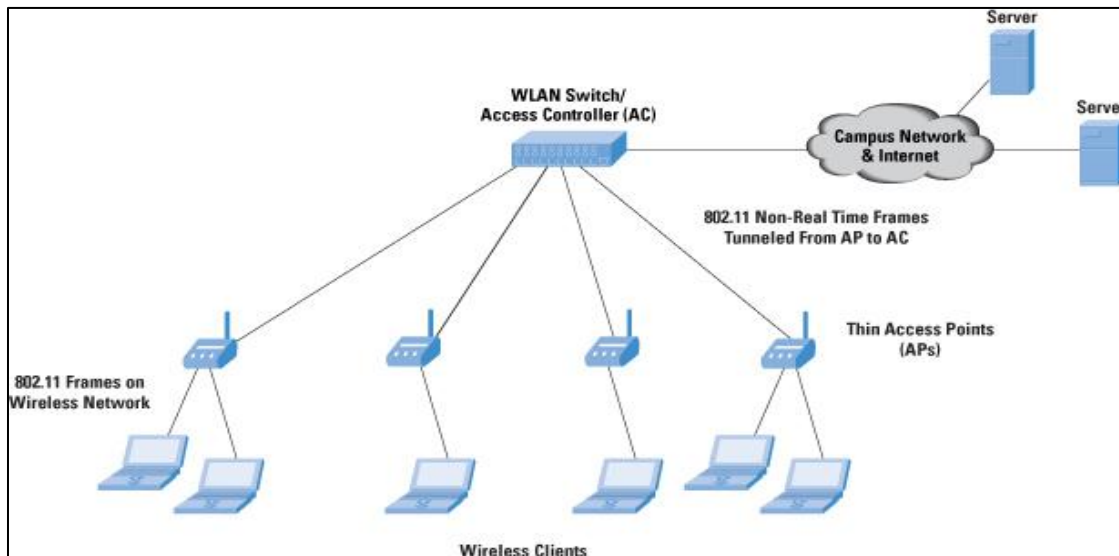 Server
WLAN Switch/
Access Controller (AC)
Server
Campus Network
& Internet
802.11 Non-Real Time Frames
Tunneled From AP to AC
Thin Access Points
(APs)
802.11 Frames on
Wireless Network
Wireless Clients